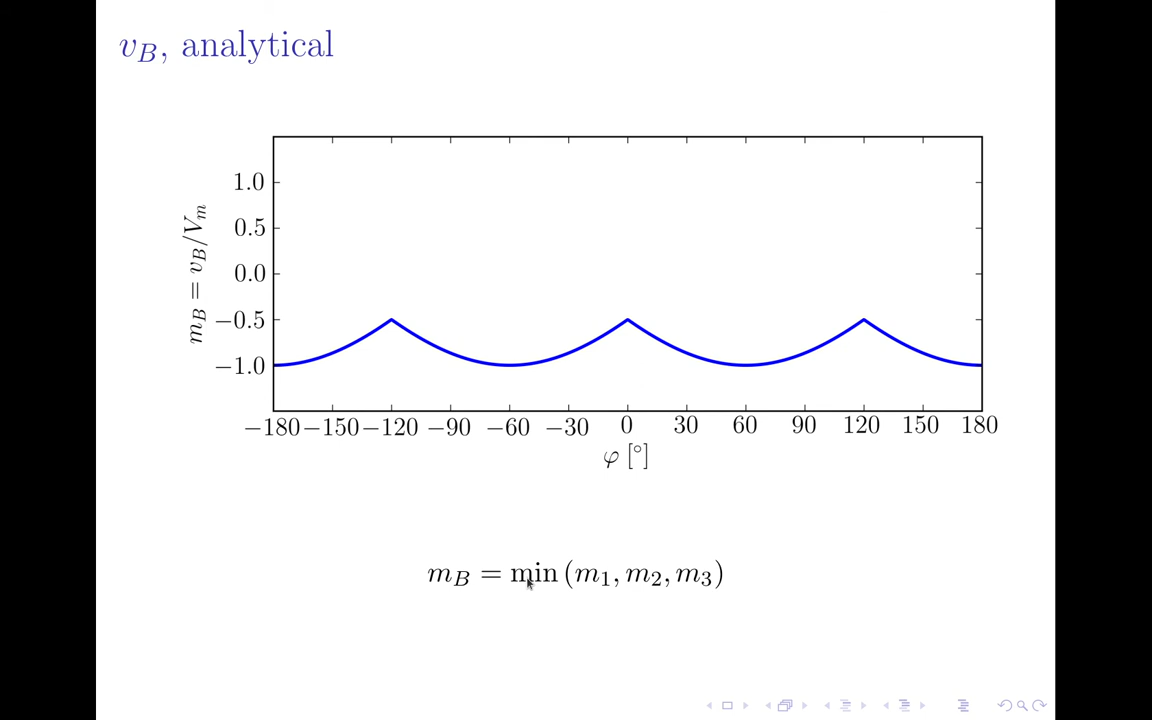 v_B, analytical
1.0
0.5
0.0
−0.5
−1.0
m_B = v_B/V_m
−180 −150 −120 −90 −60 −30 0 30 60 90 120 150 180
φ [°]
m_B = min (m_1, m_2, m_3)